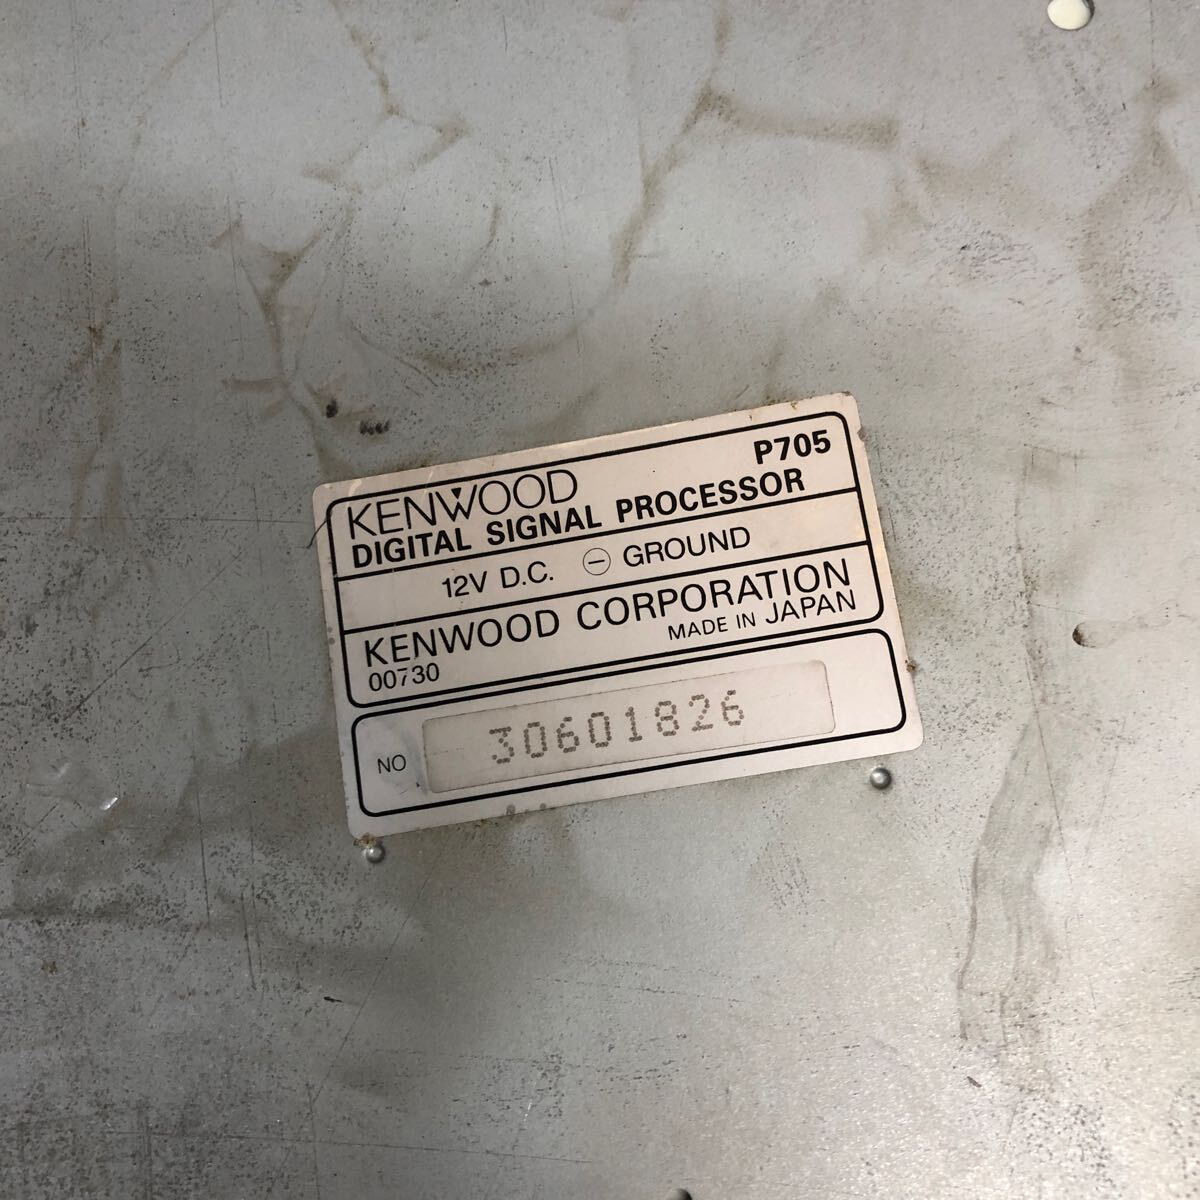 KENWOOD P705
DIGITAL SIGNAL PROCESSOR
12V D.C. ⊖ GROUND
KENWOOD CORPORATION
00730 MADE IN JAPAN
NO 30601826